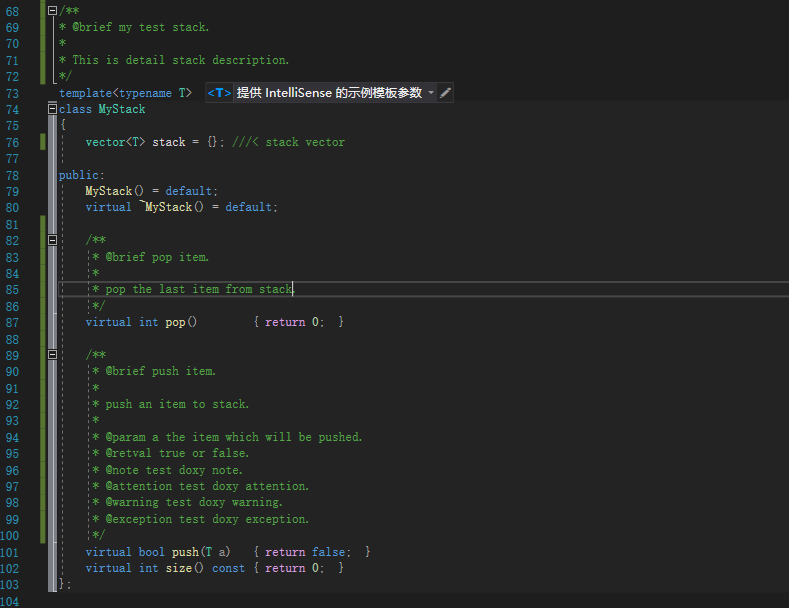 68 /**
69 * @brief my test stack.
70 *
71 * This is detail stack description.
72 */
73 template<typename T> <T> 提供 IntelliSense 的示例模板参数
74 class MyStack
75 {
76 vector<T> stack = {}; ///< stack vector
77
78 public:
79 MyStack() = default;
80 virtual ~MyStack() = default;
81
82 /**
83 * @brief pop item.
84 *
85 * pop the last item from stack.
86 */
87 virtual int pop() { return 0; }
88
89 /**
90 * @brief push item.
91 *
92 * push an item to stack.
93 *
94 * @param a the item which will be pushed.
95 * @retval true or false.
96 * @note test doxy note.
97 * @attention test doxy attention.
98 * @warning test doxy warning.
99 * @exception test doxy exception.
100 */
101 virtual bool push(T a) { return false; }
102 virtual int size() const { return 0; }
103 };
104